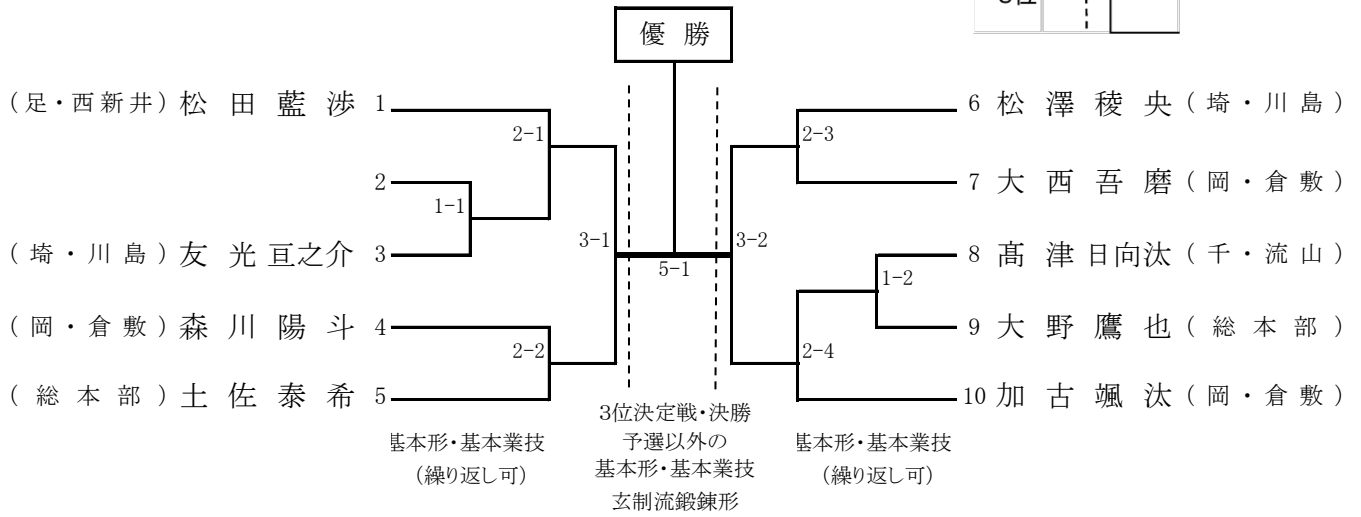 3位
優勝
(足・西新井) 松田藍渉 1
2
(埼・川島) 友光亘之介 3
(岡・倉敷) 森川陽斗 4
(総本部) 土佐泰希 5
2-1
1-1
2-2
3-1
5-1
3-2
2-3
1-2
2-4
6 松澤稜央 (埼・川島)
7 大西吾磨 (岡・倉敷)
8 髙津日向汰 (千・流山)
9 大野鷹也 (総本部)
10 加古颯汰 (岡・倉敷)
基本形・基本業技
(繰り返し可)
3位決定戦・決勝
予選以外の
基本形・基本業技
玄制流鍛錬形
基本形・基本業技
(繰り返し可)